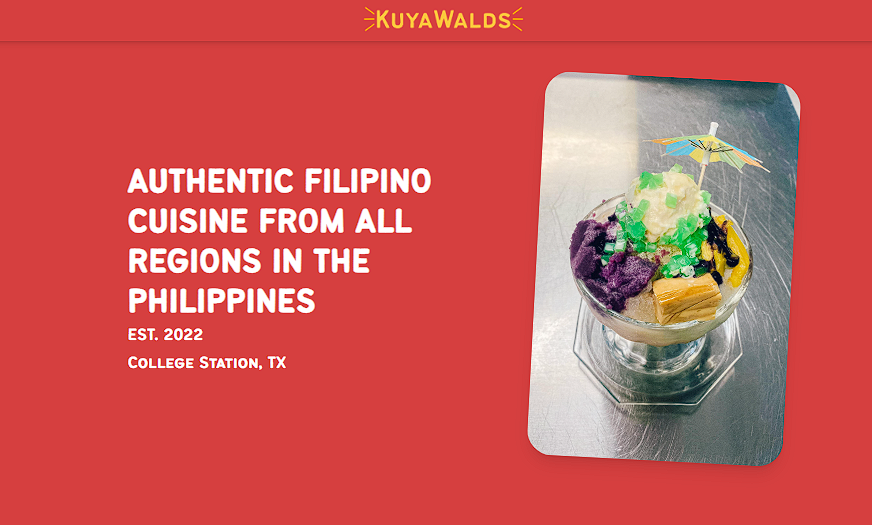 KUYAWALDS
AUTHENTIC FILIPINO
CUISINE FROM ALL
REGIONS IN THE
PHILIPPINES
EST. 2022
COLLEGE STATION, TX